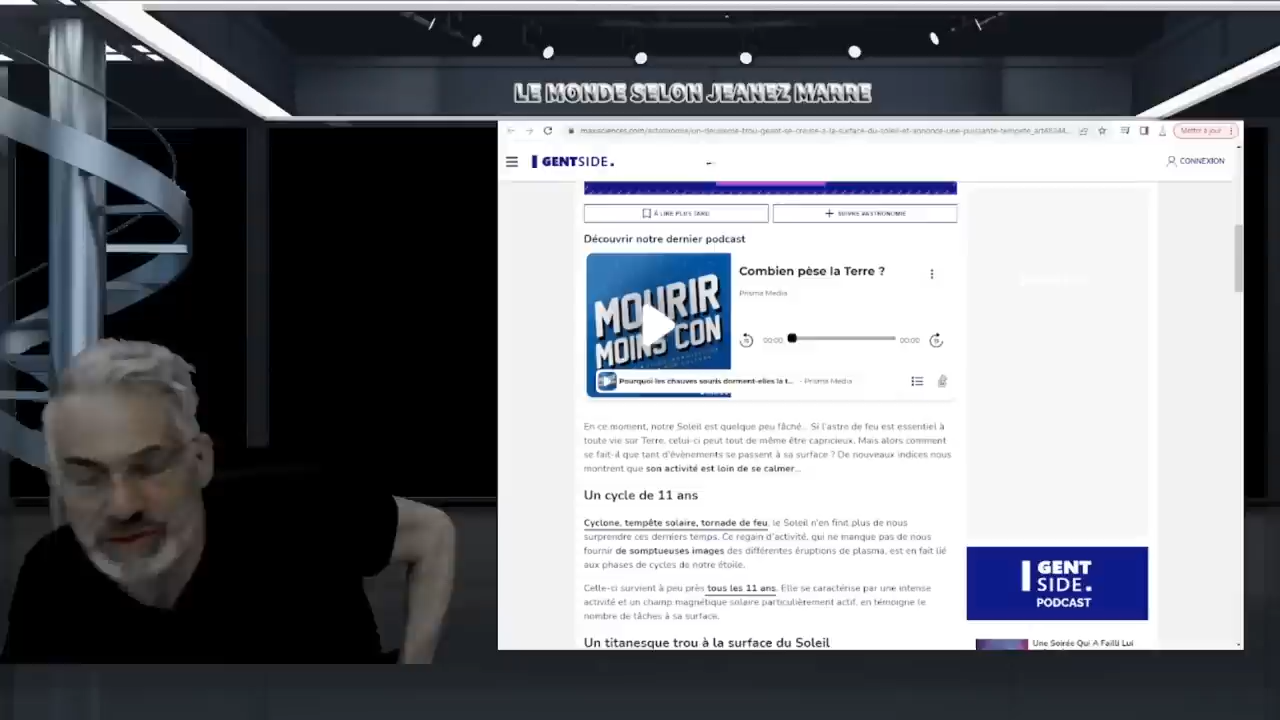 LE MONDE SELON JEANEZ MARRE
Mettre à jour
GENTSIDE.
CONNEXION
À LIRE PLUS TARD
SUIVRE #ASTRONOMIE
Découvrir notre dernier podcast
MOURIR
MOINS CON
Combien pèse la Terre ?
Prisma Media
00:00
00:00
Pourquoi les chauves souris dorment-elles la t... - Prisma Media
En ce moment, notre Soleil est quelque peu fâché... Si l'astre de feu est essentiel à
toute vie sur Terre, celui-ci peut tout de même être capricieux. Mais alors comment
se fait-il que tant d'évènements se passent à sa surface ? De nouveaux indices nous
montrent que son activité est loin de se calmer...
Un cycle de 11 ans
Cyclone, tempête solaire, tornade de feu, le Soleil n'en finit plus de nous
surprendre ces derniers temps. Ce regain d'activité, qui ne manque pas de nous
fournir de somptueuses images des différentes éruptions de plasma, est en fait lié
aux phases de cycles de notre étoile.
Celle-ci survient à peu près tous les 11 ans. Elle se caractérise par une intense
activité et un champ magnétique solaire particulièrement actif, en témoigne le
nombre de tâches à sa surface.
Un titanesque trou à la surface du Soleil
GENT
SIDE.
PODCAST
Une Soirée Qui A Failli Lui